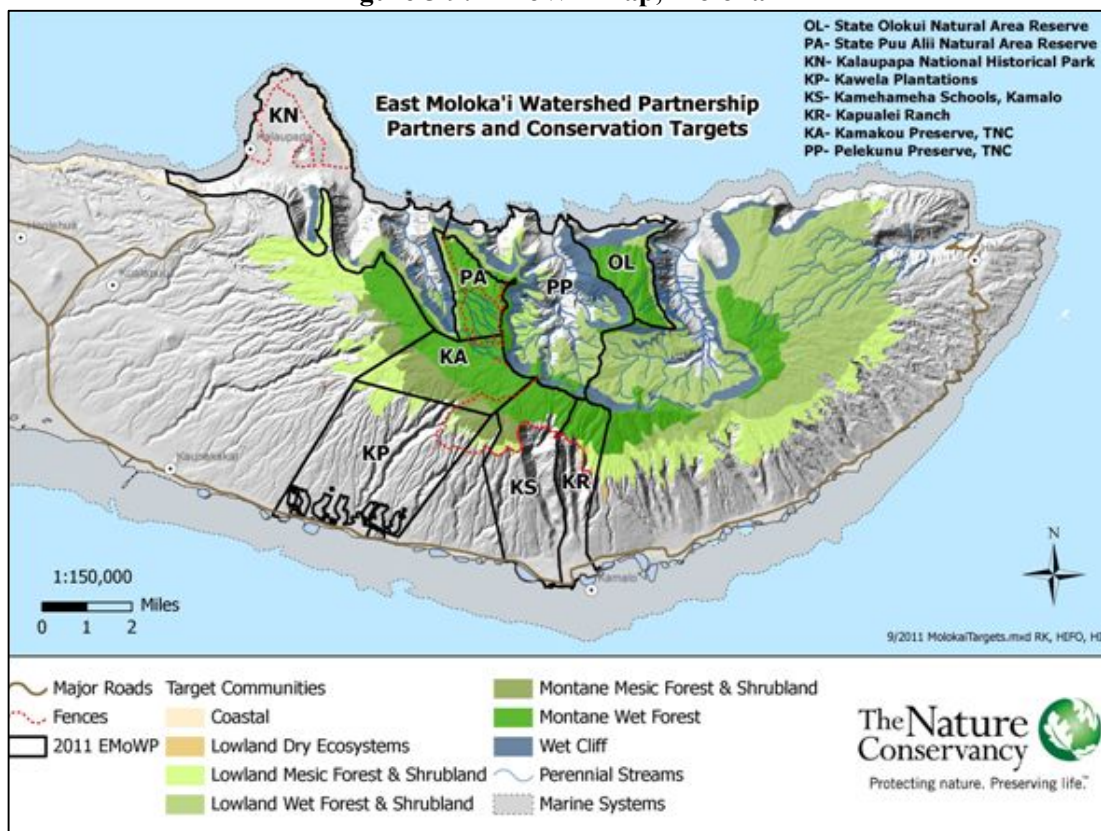 OL- State Olokui Natural Area Reserve
PA- State Puu Alii Natural Area Reserve
KN- Kalaupapa National Historical Park
KP- Kawela Plantations
KS- Kamehameha Schools, Kamalo
KR- Kapualei Ranch
KA- Kamakou Preserve, TNC
PP- Pelekunu Preserve, TNC
East Moloka'i Watershed Partnership
Partners and Conservation Targets
KN
Kalaupapa
PA
OL
PP
KA
KP
KS
KR
Kamalo
N
1:150,000
Miles
0 1 2
9/2011 MolokaiTargets.mxd RK, HIFO, HI
Major Roads
Fences
2011 EMoWP
Target Communities
Coastal
Lowland Dry Ecosystems
Lowland Mesic Forest & Shrubland
Lowland Wet Forest & Shrubland
Montane Mesic Forest & Shrubland
Montane Wet Forest
Wet Cliff
Perennial Streams
Marine Systems
The Nature
Conservancy
Protecting nature. Preserving life.™